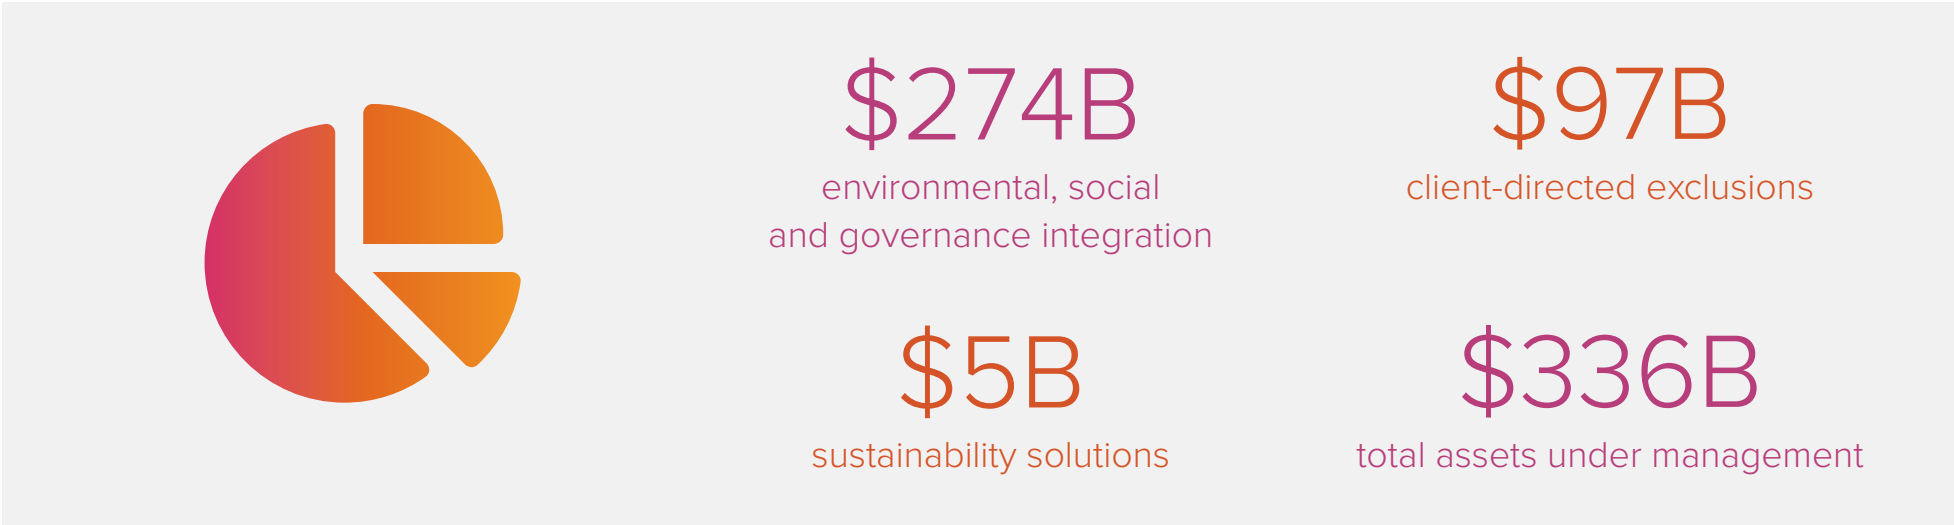 $274B
environmental, social
and governance integration
$97B
client-directed exclusions
$5B
sustainability solutions
$336B
total assets under management